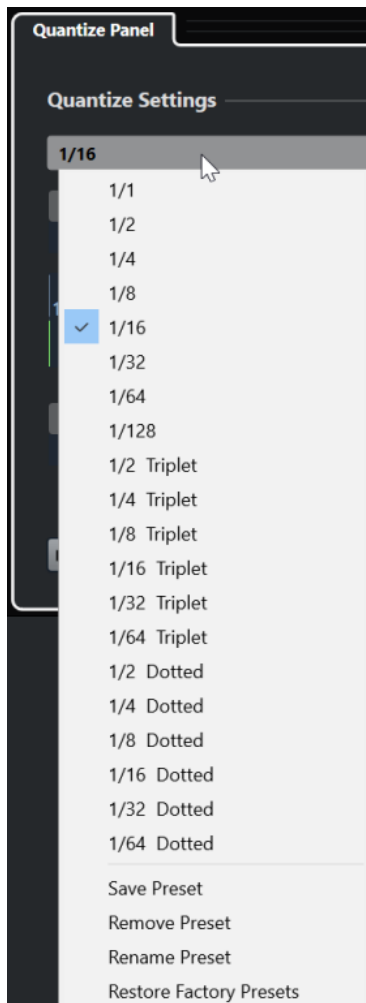 Quantize Panel
Quantize Settings
1/16
1/1
1/2
1/4
1/8
1/16
1/32
1/64
1/128
1/2 Triplet
1/4 Triplet
1/8 Triplet
1/16 Triplet
1/32 Triplet
1/64 Triplet
1/2 Dotted
1/4 Dotted
1/8 Dotted
1/16 Dotted
1/32 Dotted
1/64 Dotted
Save Preset
Remove Preset
Rename Preset
Restore Factory Presets